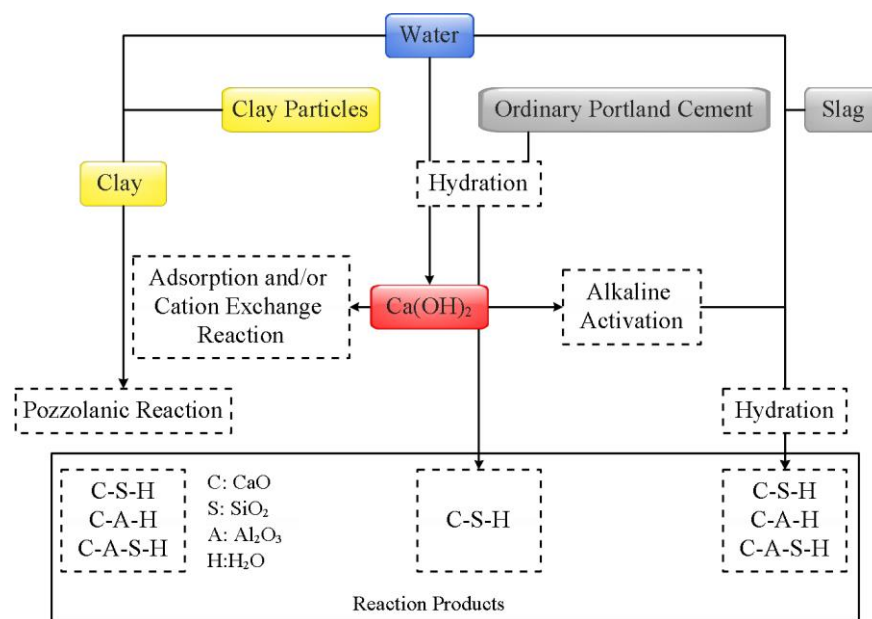 Water
Clay Particles
Ordinary Portland Cement
Slag
Clay
Hydration
Adsorption and/or
Cation Exchange
Reaction
Ca(OH)₂
Alkaline
Activation
Pozzolanic Reaction
Hydration
C-S-H
C-A-H
C-A-S-H
C: CaO
S: SiO₂
A: Al₂O₃
H:H₂O
C-S-H
C-S-H
C-A-H
C-A-S-H
Reaction Products